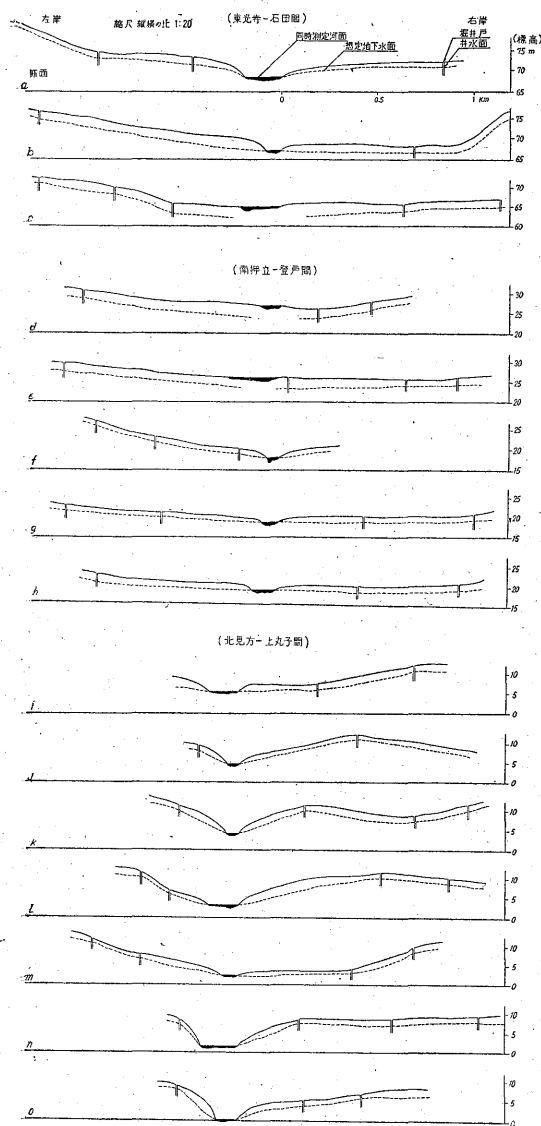 左岸 縮尺 縦横の比 1:20 (東光寺-石田間) 右岸
同時測定河面 想定地下水面 掘井戸 井水面 (標高)
断面
75 m
70
65
a
0 0.5 1 Km
75
70
65
b
70
65
60
c
(南押立-登戸間)
30
25
20
d
30
25
20
e
25
20
15
f
25
20
15
g
25
20
15
h
(北見方-上丸子間)
10
5
0
i
10
5
0
j
10
5
0
k
10
5
0
l
10
5
0
m
10
5
0
n
10
5
0
o